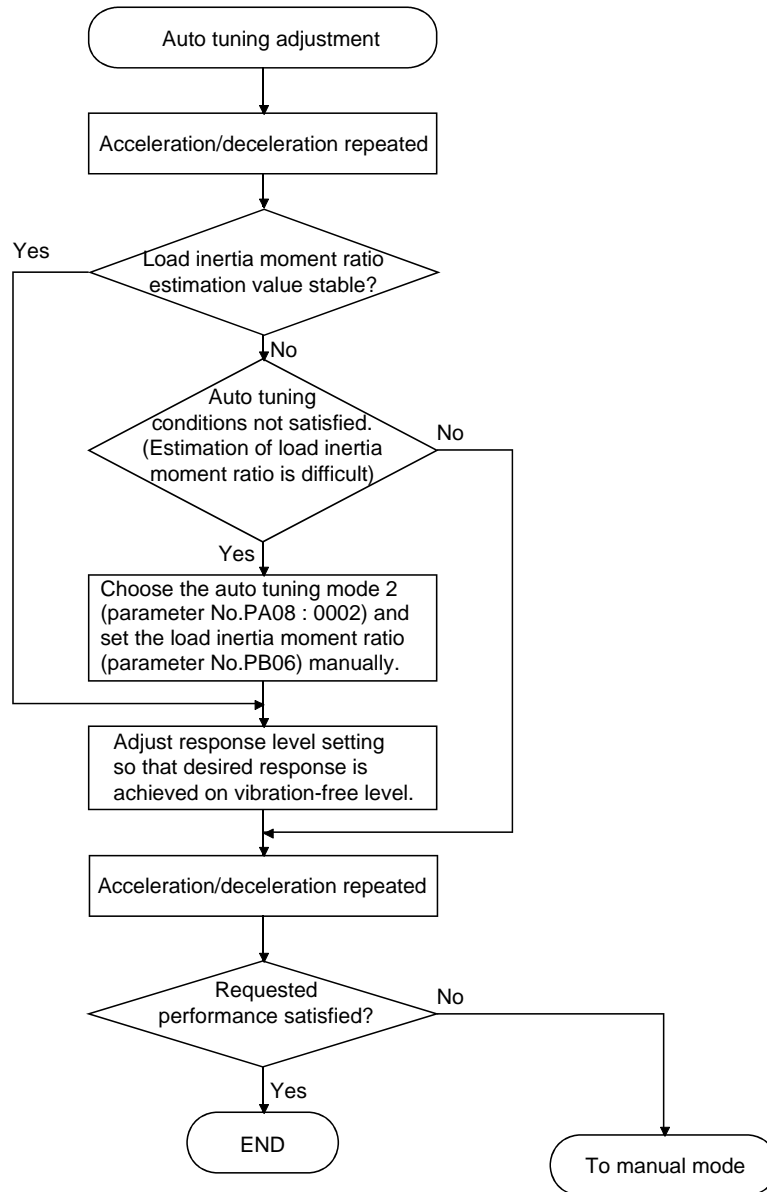 Auto tuning adjustment
Acceleration/deceleration repeated
Yes
Load inertia moment ratio
estimation value stable?
No
Auto tuning
conditions not satisfied.
(Estimation of load inertia
moment ratio is difficult)
No
Yes
Choose the auto tuning mode 2
(parameter No.PA08 : 0002) and
set the load inertia moment ratio
(parameter No.PB06) manually.
Adjust response level setting
so that desired response is
achieved on vibration-free level.
Acceleration/deceleration repeated
Requested
performance satisfied?
No
Yes
END
To manual mode